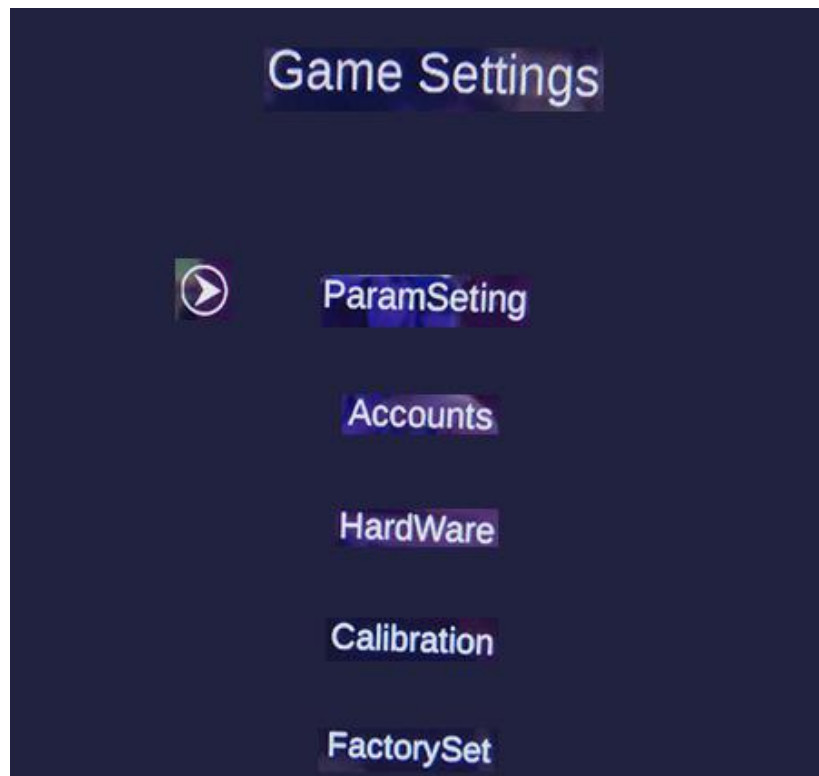 Game Settings
ParamSeting
Accounts
HardWare
Calibration
FactorySet